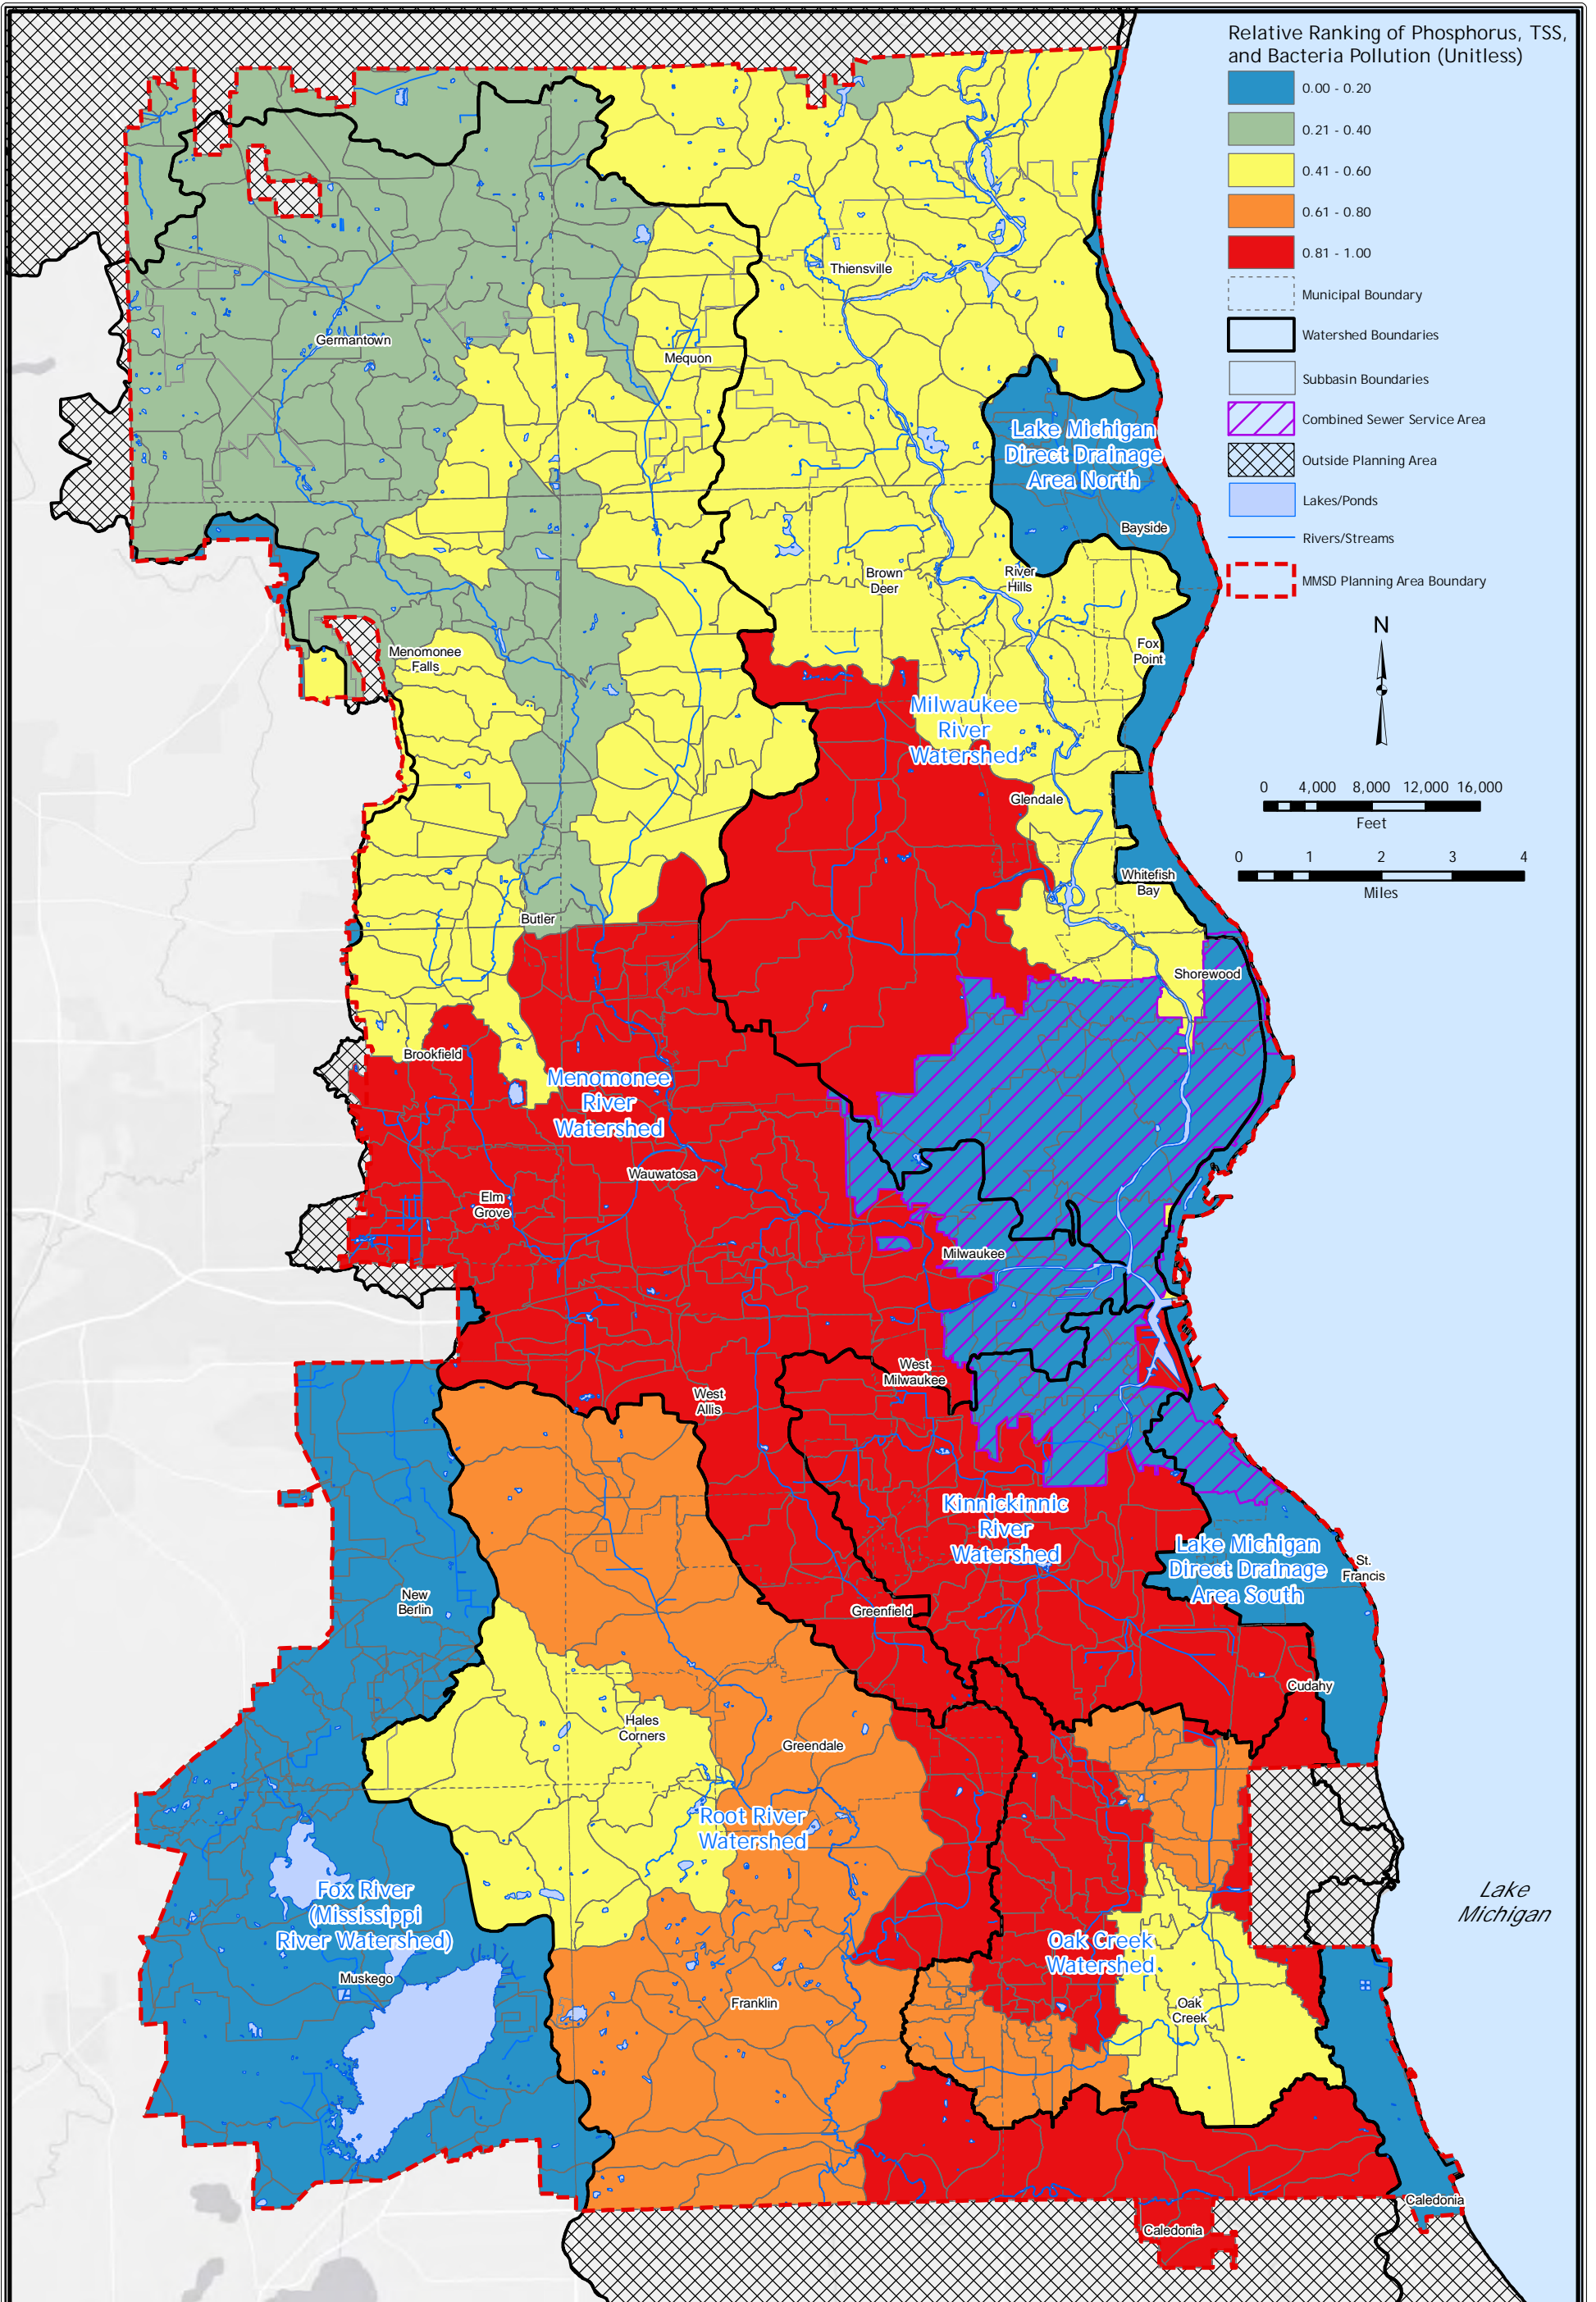 Relative Ranking of Phosphorus, TSS,
and Bacteria Pollution (Unitless)
0.00 - 0.20
0.21 - 0.40
0.41 - 0.60
0.61 - 0.80
0.81 - 1.00
Municipal Boundary
Watershed Boundaries
Subbasin Boundaries
Combined Sewer Service Area
Outside Planning Area
Lakes/Ponds
Rivers/Streams
MMSD Planning Area Boundary
N
0 4,000 8,000 12,000 16,000
Feet
0 1 2 3 4
Miles
Thiensville
Germantown
Mequon
Lake Michigan
Direct Drainage
Area North
Bayside
Brown
Deer
River
Hills
Fox
Point
Menomonee
Falls
Milwaukee
River
Watershed
Glendale
Whitefish
Bay
Butler
Shorewood
Brookfield
Menomonee
River
Watershed
Wauwatosa
Elm
Grove
Milwaukee
West
Milwaukee
West
Allis
Kinnickinnic
River
Watershed
Lake Michigan
Direct Drainage
Area South
St.
Francis
New
Berlin
Greenfield
Cudahy
Hales
Corners
Greendale
Root River
Watershed
Fox River
(Mississippi
River Watershed)
Lake
Michigan
Oak Creek
Watershed
Muskego
Franklin
Oak
Creek
Caledonia
Caledonia